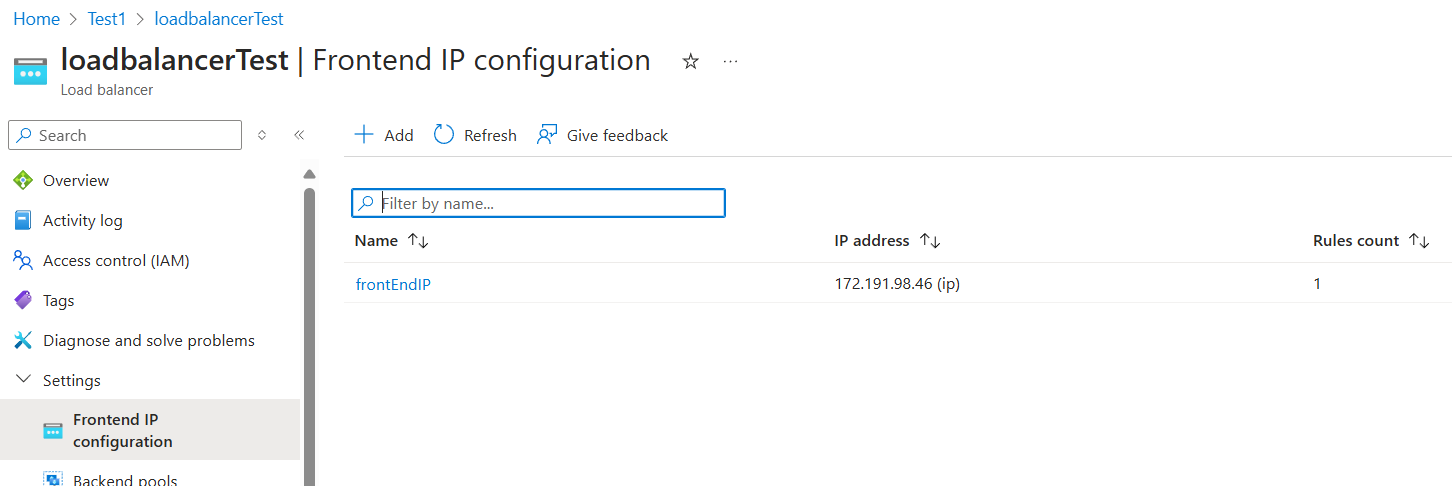 Home > Test1 > loadbalancerTest
loadbalancerTest | Frontend IP configuration
Load balancer
Search
Add Refresh Give feedback
Overview
Activity log
Access control (IAM)
Tags
Diagnose and solve problems
Settings
Frontend IP
configuration
Backend pools
Filter by name...
Name IP address Rules count
frontEndIP 172.191.98.46 (ip) 1